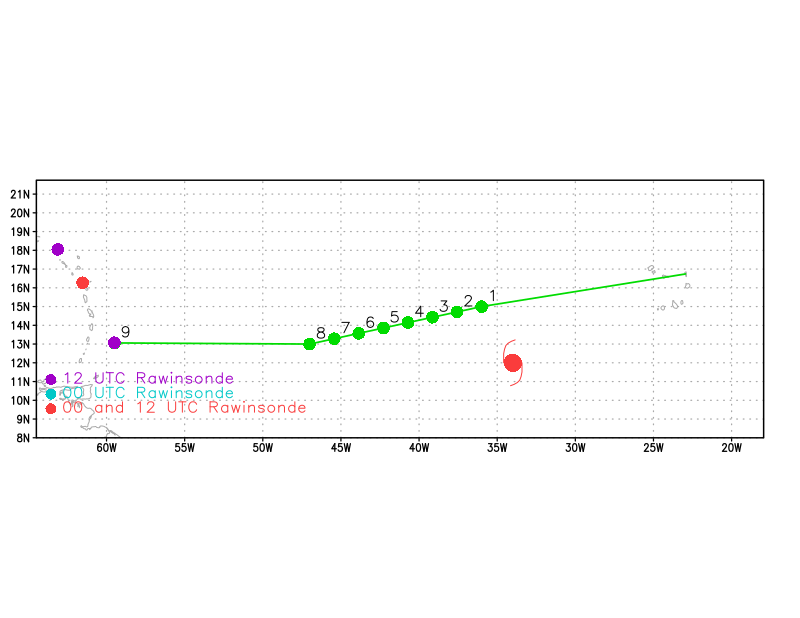 21N
20N
19N
18N
17N
16N
15N
14N
13N
12N
11N
10N
9N
8N
1
2
3
4
5
6
7
8
9
12 UTC Rawinsonde
00 UTC Rawinsonde
00 and 12 UTC Rawinsonde
60W 55W 50W 45W 40W 35W 30W 25W 20W